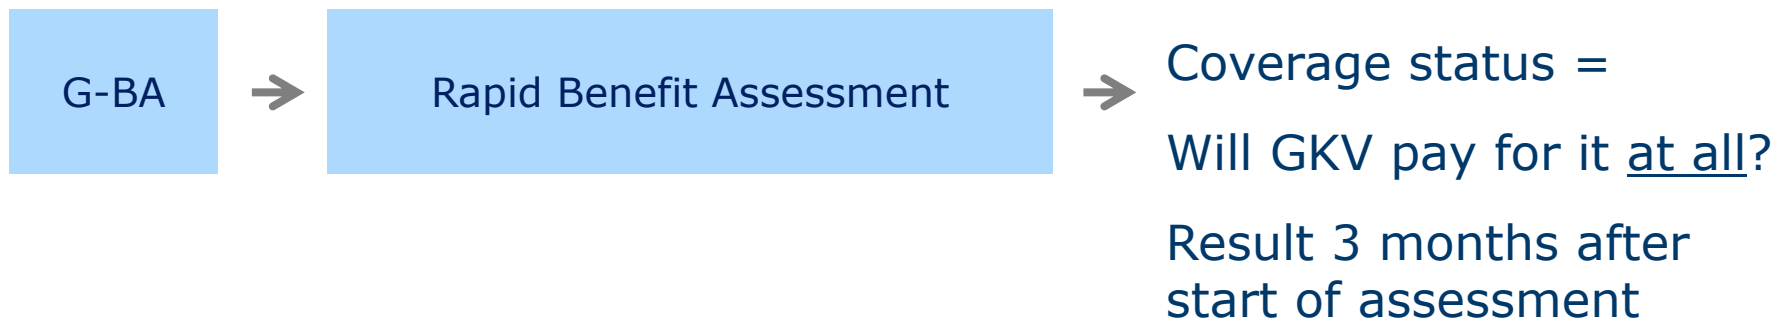 G-BA
Rapid Benefit Assessment
Coverage status =
Will GKV pay for it at all?
Result 3 months after
start of assessment